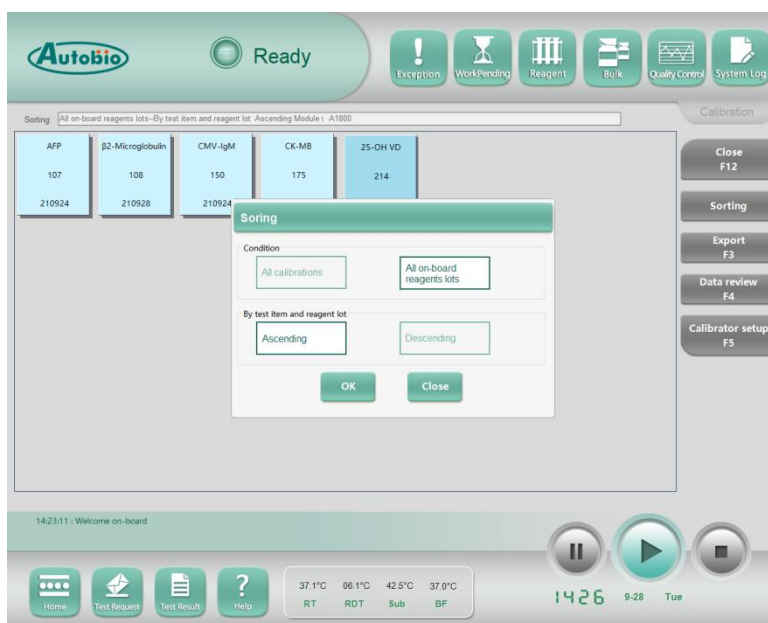 Autobio
Ready
Exception
WorkPending
Reagent
Bulk
Quality Control
System Log
Sorting:
All on-board reagents lots--By test item and reagent lot Ascending Module: A1800
Calibration
AFP
107
210924
β2-Microglobulin
108
210928
CMV-IgM
150
210924
CK-MB
175
25-OH VD
214
Close
F12
Sorting
Export
F3
Data review
F4
Calibrator setup
F5
Soring
Condition
All calibrations
All on-board
reagents lots
By test item and reagent lot
Ascending
Descending
OK
Close
14:23:11 : Welcome on-board
Home
Test Request
Test Result
?
Help
37.1°C 06.1°C 42.5°C 37.0°C
RT RDT Sub BF
1426 9-28 Tue